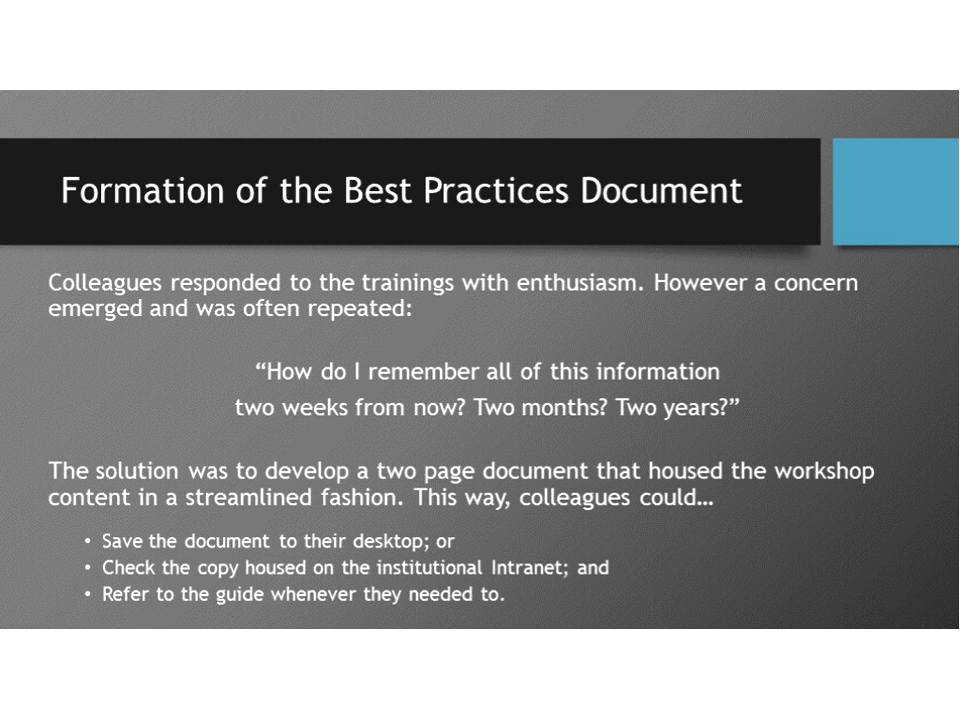 Formation of the Best Practices Document
Colleagues responded to the trainings with enthusiasm. However a concern
emerged and was often repeated:
“How do I remember all of this information
two weeks from now? Two months? Two years?”
The solution was to develop a two page document that housed the workshop
content in a streamlined fashion. This way, colleagues could…
• Save the document to their desktop; or
• Check the copy housed on the institutional Intranet; and
• Refer to the guide whenever they needed to.